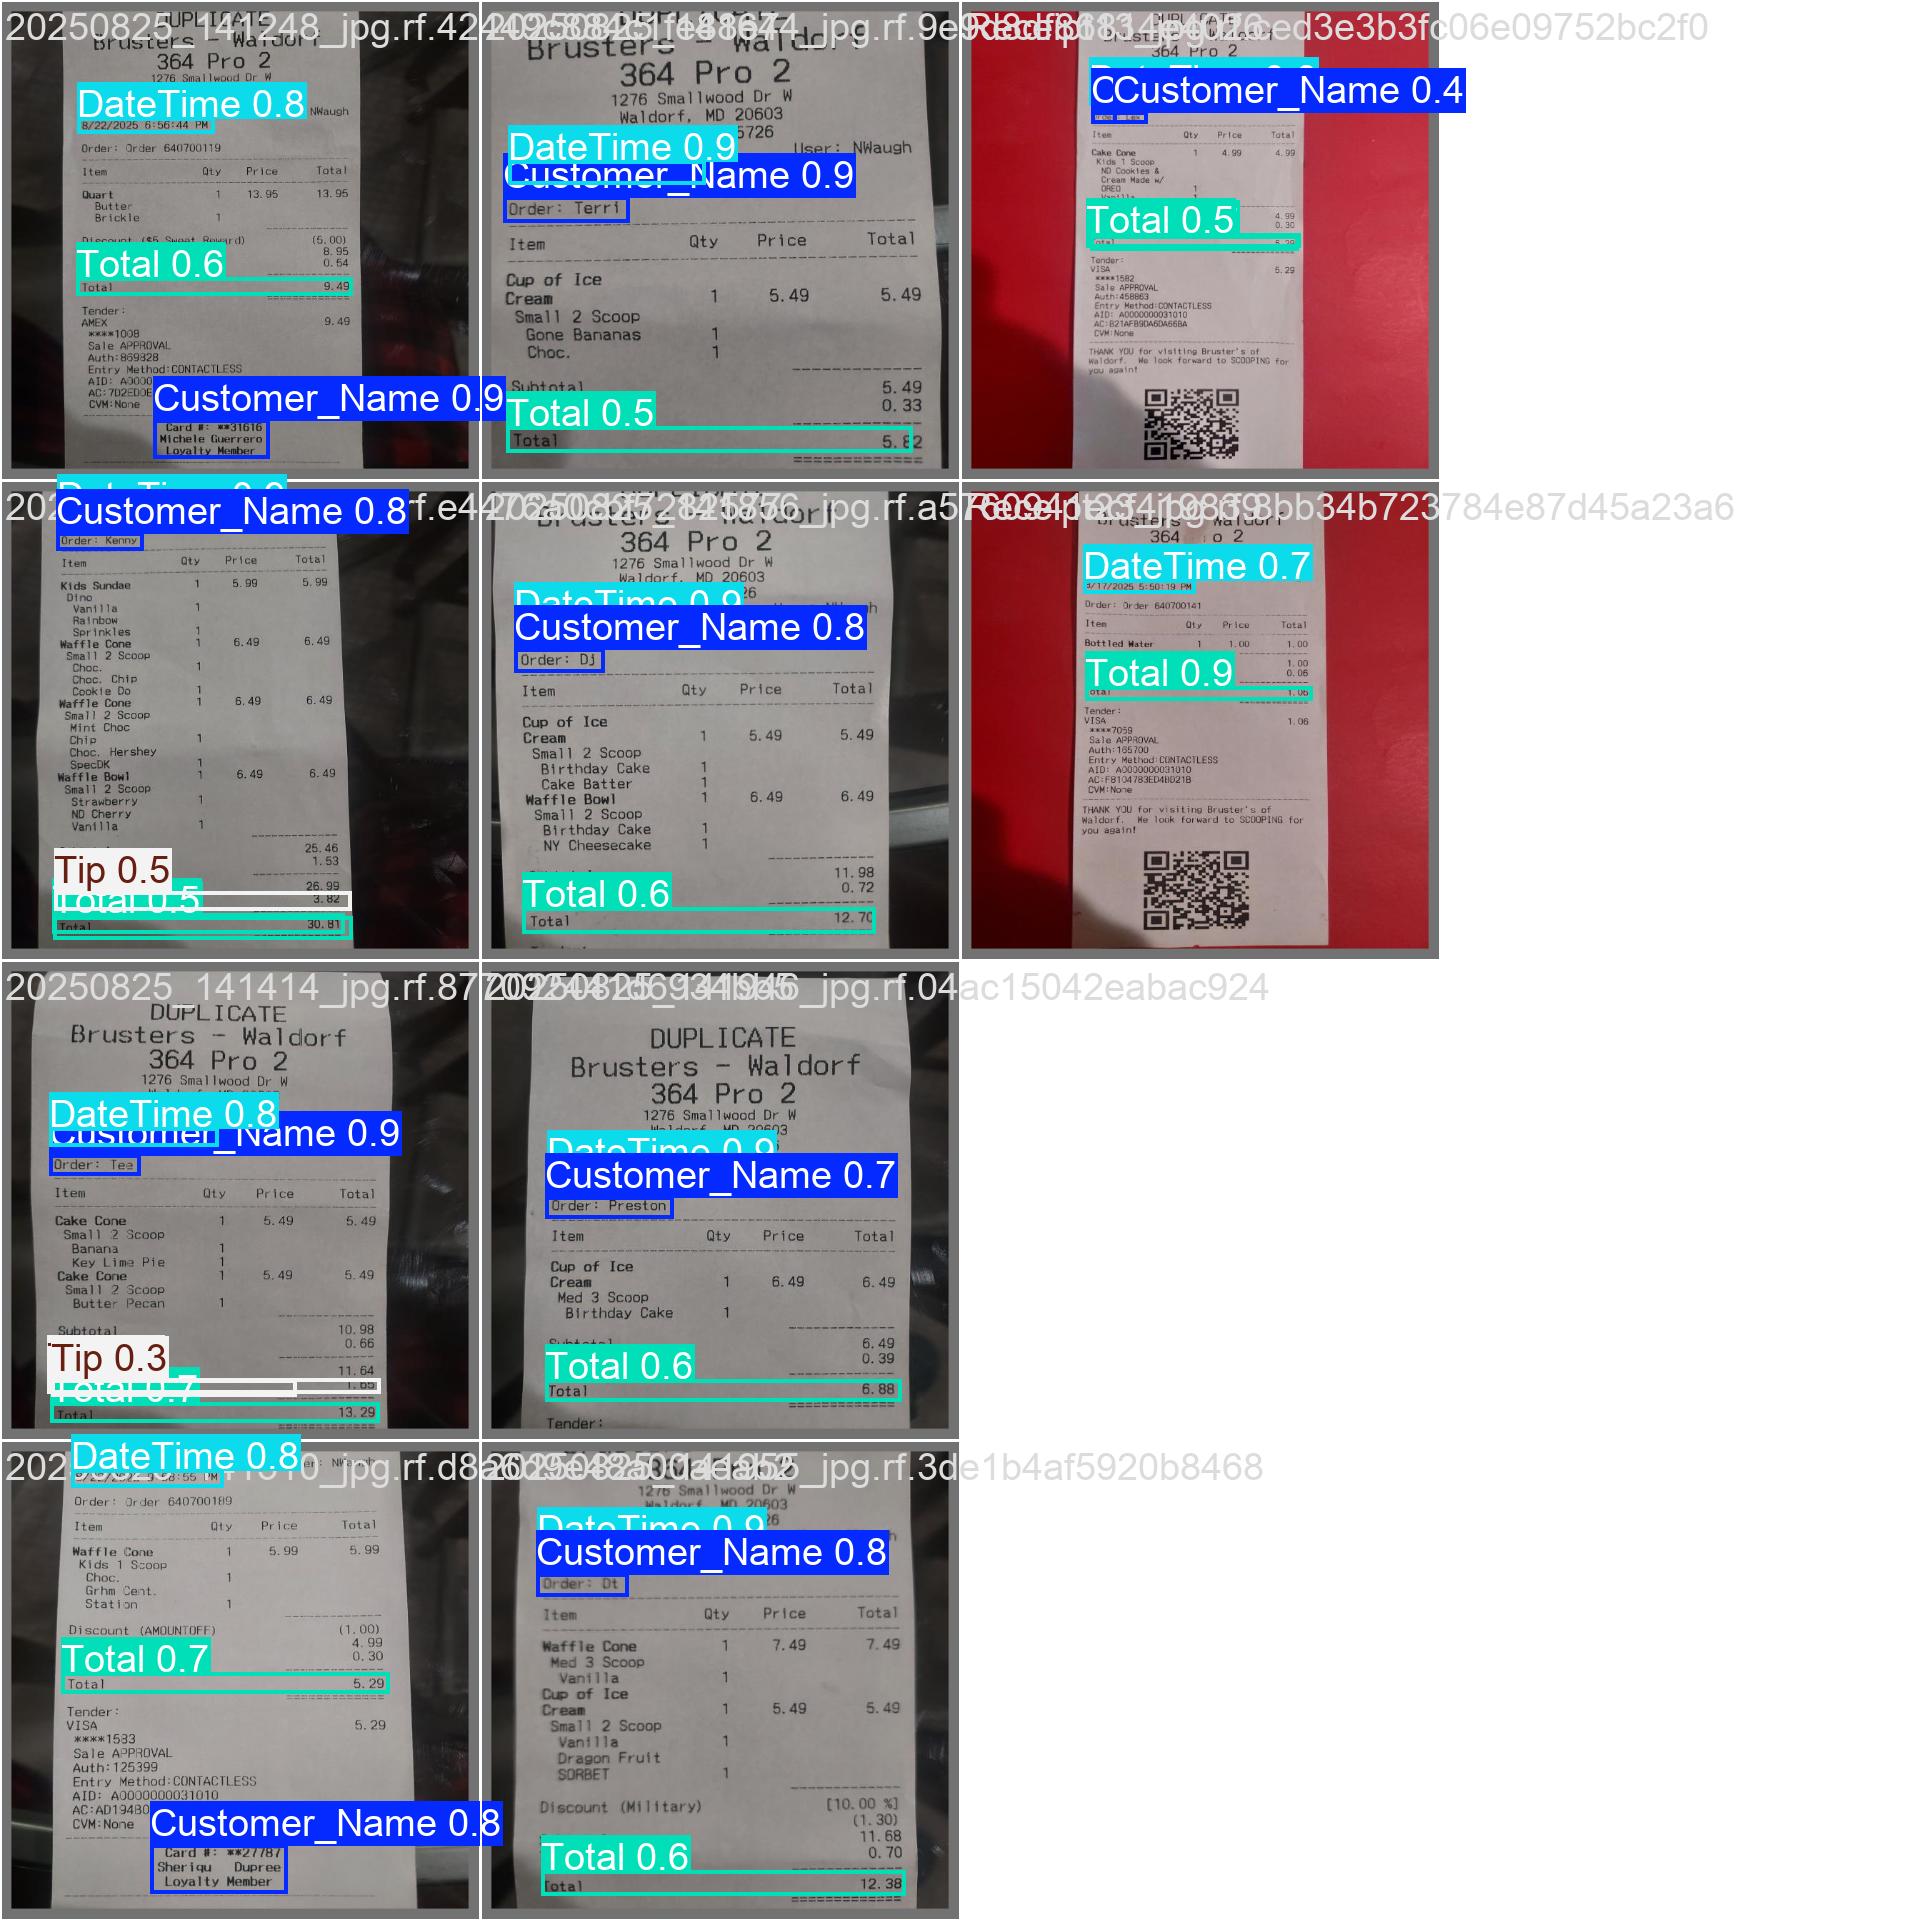 20250825_141248_jpg.rf.424
DUPLICATE
Brusters - Waldorf
364 Pro 2
1276 Smallwood Dr W
DateTime 0.8
NWaugh
8/22/2025 6:56:44 PM
Order: Order 640700119
Item Qty Price Total
Quart 1 13.95 13.95
Butter
Brickle 1
Discount ($5 Sweet Reward) (5.00)
8.95
0.54
Total 0.6
Total 9.49
Tender:
AMEX 9.49
****1008
Sale APPROVAL
Auth:869828
Entry Method:CONTACTLESS
AID: A0000
AC:7D2ED0E
CVM:None
Customer_Name 0.9
Card #: **31616
Michele Guerrero
Loyalty Member
Brusters - Waldorf
364 Pro 2
1276 Smallwood Dr W
Waldorf, MD 20603
5726
DateTime 0.9
User: NWaugh
Customer_Name 0.9
Order: Terri
Item Qty Price Total
Cup of Ice
Cream 1 5.49 5.49
Small 2 Scoop
Gone Bananas 1
Choc. 1
Subtotal 5.49
0.33
Total 0.5
Total 5.82
DUPLICATE
Brusters - Waldorf
364 Pro 2
Customer_Name 0.4
Item Qty Price Total
Cake Cone 1 4.99 4.99
Kids 1 Scoop
ND Cookies &
Cream Made w/
OREO 1
4.99
0.30
Total 0.5
Total 5.29
Tender:
VISA 5.29
****1582
Sale APPROVAL
Auth:458863
Entry Method:CONTACTLESS
AID: A0000000031010
AC:B21AFB9DA6DA66BA
CVM:None
THANK YOU for visiting Bruster's of
Waldorf. We look forward to SCOOPING for
you again!
Customer_Name 0.8
Order: Kenny
Item Qty Price Total
Kids Sundae 1 5.99 5.99
Dino
Vanilla 1
Rainbow
Sprinkles 1
Waffle Cone 1 6.49 6.49
Small 2 Scoop
Choc. 1
Choc. Chip
Cookie Do 1
Waffle Cone 1 6.49 6.49
Small 2 Scoop
Mint Choc
Chip 1
Choc. Hershey
SpecDK 1
Waffle Bowl 1 6.49 6.49
Small 2 Scoop
Strawberry 1
ND Cherry
Vanilla 1
25.46
1.53
Tip 0.5
26.99
3.82
Total 0.5
Total 30.81
Brusters - Waldorf
364 Pro 2
1276 Smallwood Dr W
Waldorf, MD 20603
26
DateTime 0.9
Customer_Name 0.8
Order: Dj
Item Qty Price Total
Cup of Ice
Cream 1 5.49 5.49
Small 2 Scoop
Birthday Cake 1
Cake Batter 1
Waffle Bowl 1 6.49 6.49
Small 2 Scoop
Birthday Cake 1
NY Cheesecake 1
11.98
0.72
Total 0.6
Total 12.70
Brusters Waldorf
364 o 2
DateTime 0.7
/17/2025 5:50:19 PM
Order: Order 640700141
Item Qty Price Total
Bottled Water 1 1.00 1.00
1.00
0.06
Total 0.9
otal 1.06
Tender:
VISA 1.06
****7059
Sale APPROVAL
Auth:165700
Entry Method:CONTACTLESS
AID: A0000000031010
AC:F8104783ED4BD21B
CVM:None
THANK YOU for visiting Bruster's of
Waldorf. We look forward to SCOOPING for
you again!
20250825_141414_jpg.rf.877
DUPLICATE
Brusters - Waldorf
364 Pro 2
1276 Smallwood Dr W
DateTime 0.8
Customer_Name 0.9
Order: Tee
Item Qty Price Total
Cake Cone 1 5.49 5.49
Small 2 Scoop
Banana 1
Key Lime Pie 1
Cake Cone 1 5.49 5.49
Small 2 Scoop
Butter Pecan 1
Subtotal 10.98
0.66
Tip 0.3
11.64
1.65
Total 0.7
Total 13.29
_jpg.rf.04ac15042eabac924
DUPLICATE
Brusters - Waldorf
364 Pro 2
1276 Smallwood Dr W
DateTime 0.9
Customer_Name 0.7
Order: Preston
Item Qty Price Total
Cup of Ice
Cream 1 6.49 6.49
Med 3 Scoop
Birthday Cake 1
Subtotal 6.49
0.39
Total 0.6
Total 6.88
Tender:
DateTime 0.8
Order: Order 640700189
Item Qty Price Total
Waffle Cone 1 5.99 5.99
Kids 1 Scoop
Choc. 1
Grhm Cent.
Station 1
Discount (AMOUNTOFF) (1.00)
4.99
0.30
Total 0.7
Total 5.29
Tender:
VISA 5.29
****1583
Sale APPROVAL
Auth:125399
Entry Method:CONTACTLESS
AID: A0000000031010
AC:AD194B0
CVM:None
Customer_Name 0.8
Card #: **27787
Sheriqu Dupree
Loyalty Member
_jpg.rf.3de1b4af5920b8468
1276 Smallwood Dr W
Waldorf, MD 20603
26
DateTime 0.9
Customer_Name 0.8
Order: Dt
Item Qty Price Total
Waffle Cone 1 7.49 7.49
Med 3 Scoop
Vanilla 1
Cup of Ice
Cream 1 5.49 5.49
Small 2 Scoop
Vanilla 1
Dragon Fruit
SORBET 1
Discount (Military) [10.00 %]
(1.30)
11.68
0.70
Total 0.6
Total 12.38